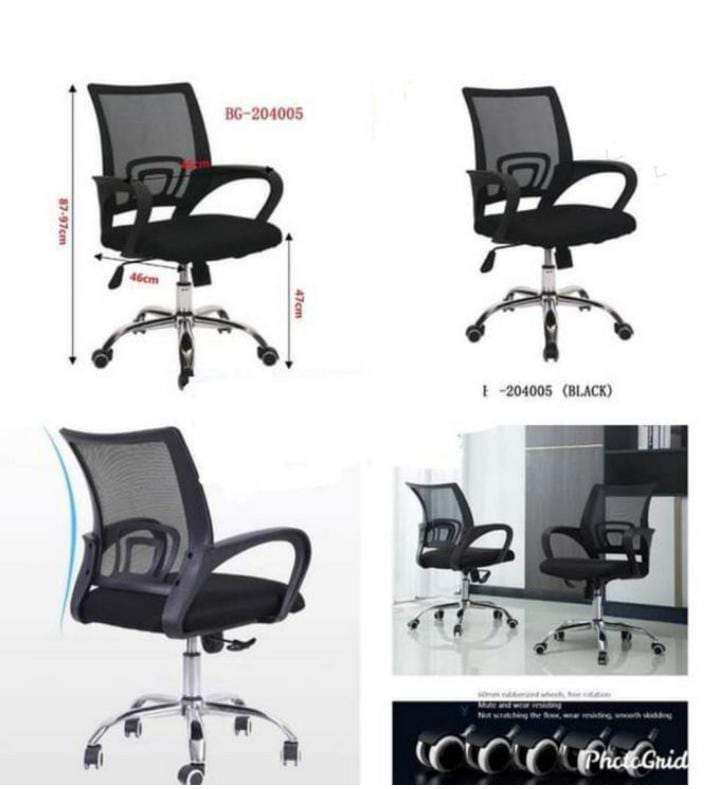 BG-204005
46cm
87-97cm
46cm
47cm
-204005 (BLACK)
60mm rubberized wheels, free rotation
Mute and wear resisting
Not scratching the floor, wear resisting, smooth skidding
PhotoGrid